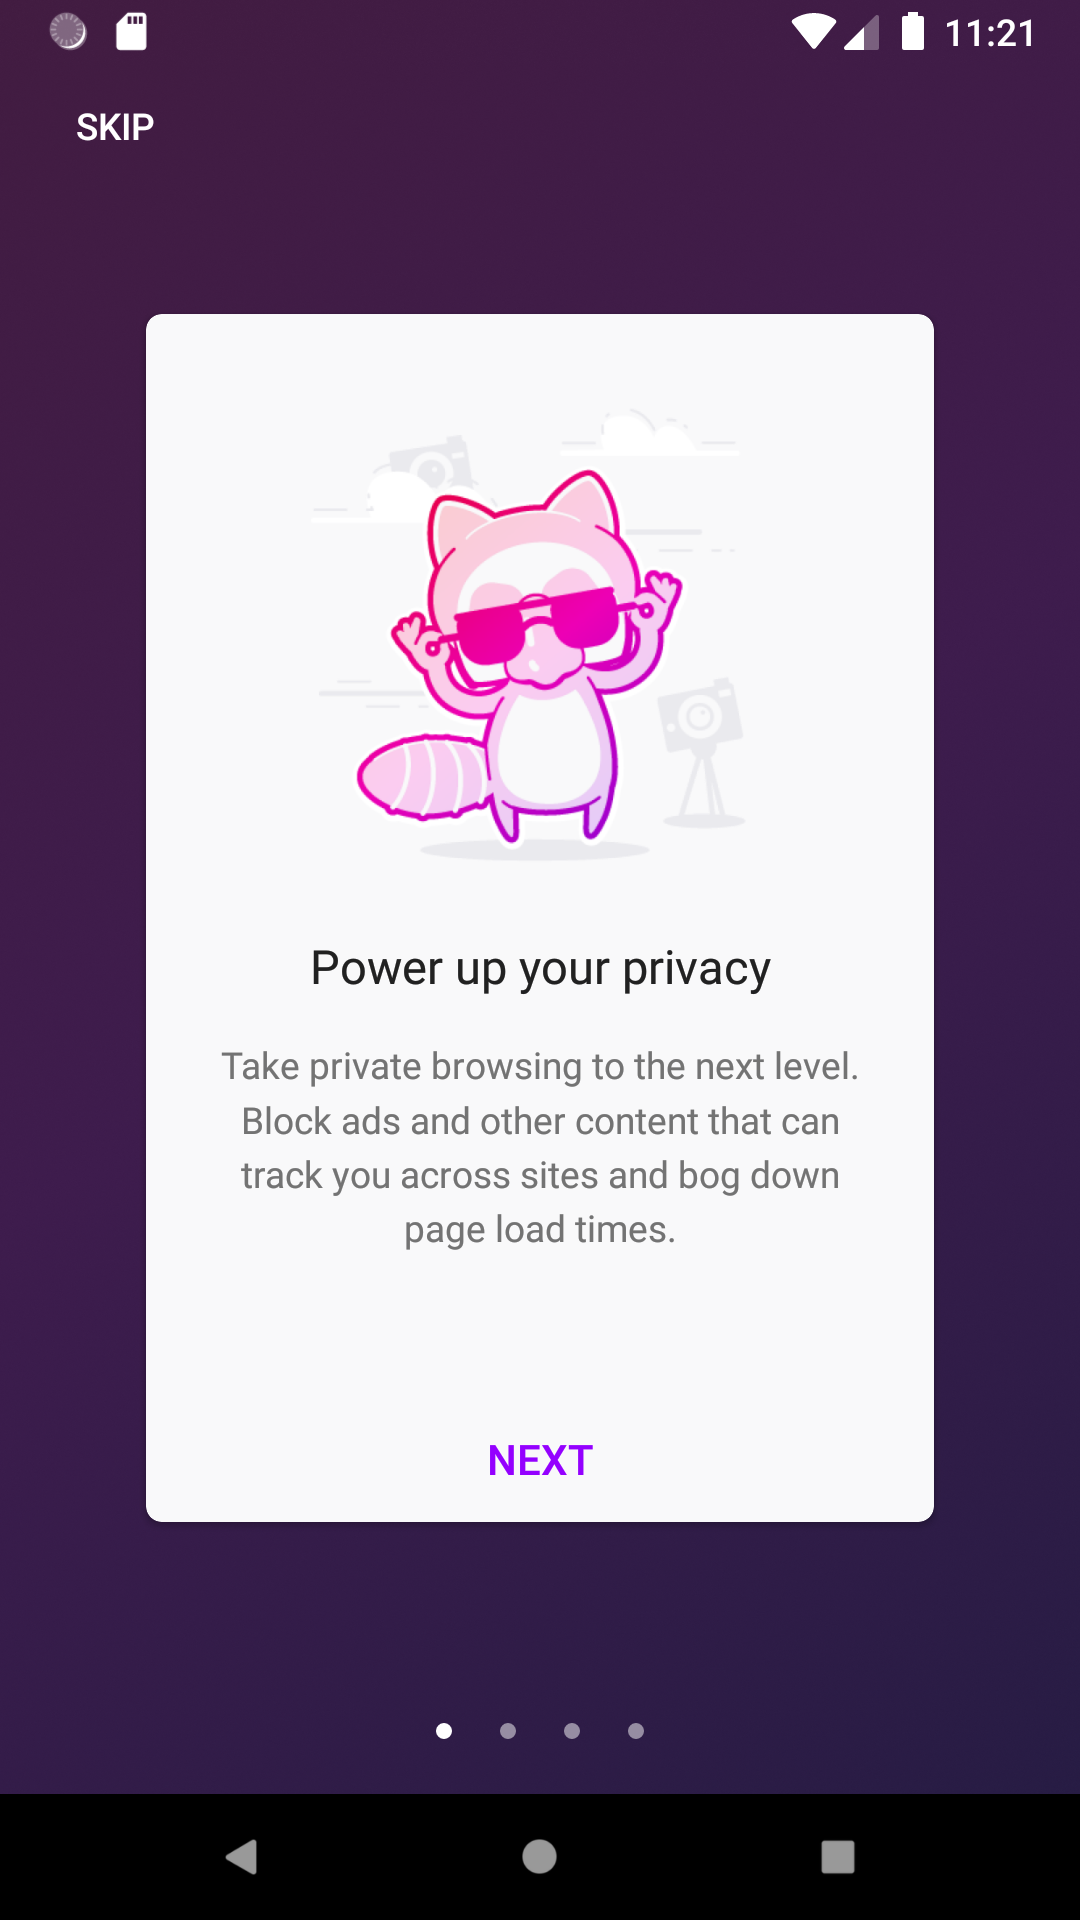 11:21
SKIP
Power up your privacy
Take private browsing to the next level.
Block ads and other content that can
track you across sites and bog down
page load times.
NEXT